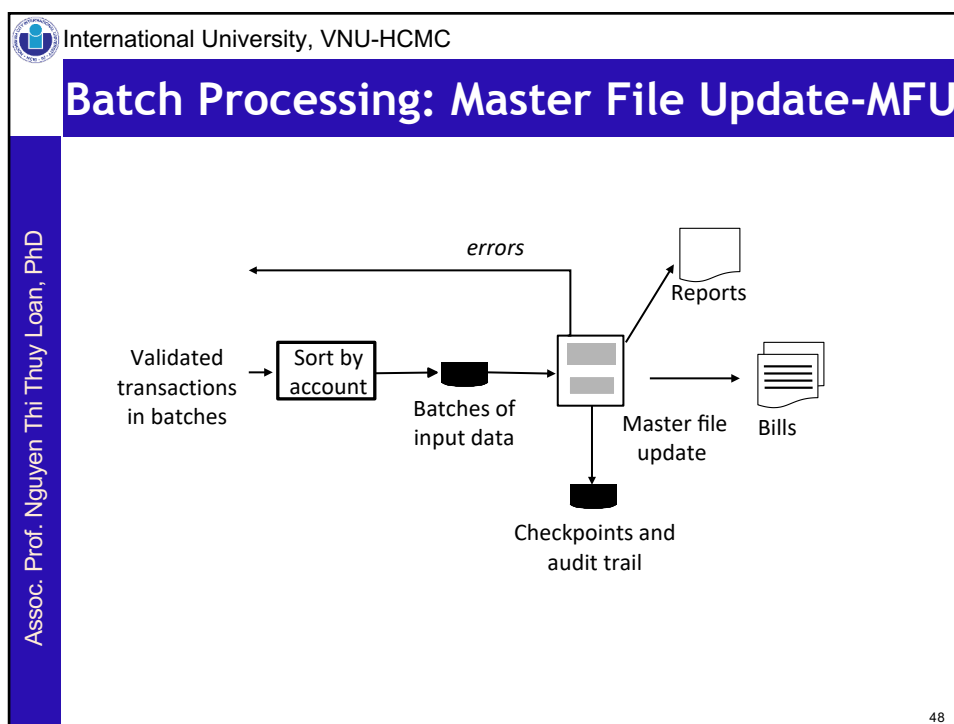 International University, VNU-HCMC
Batch Processing: Master File Update-MFU
Assoc. Prof. Nguyen Thi Thuy Loan, PhD
errors
Reports
Validated
transactions
in batches
Sort by
account
Batches of
input data
Master file
update
Bills
Checkpoints and
audit trail
48